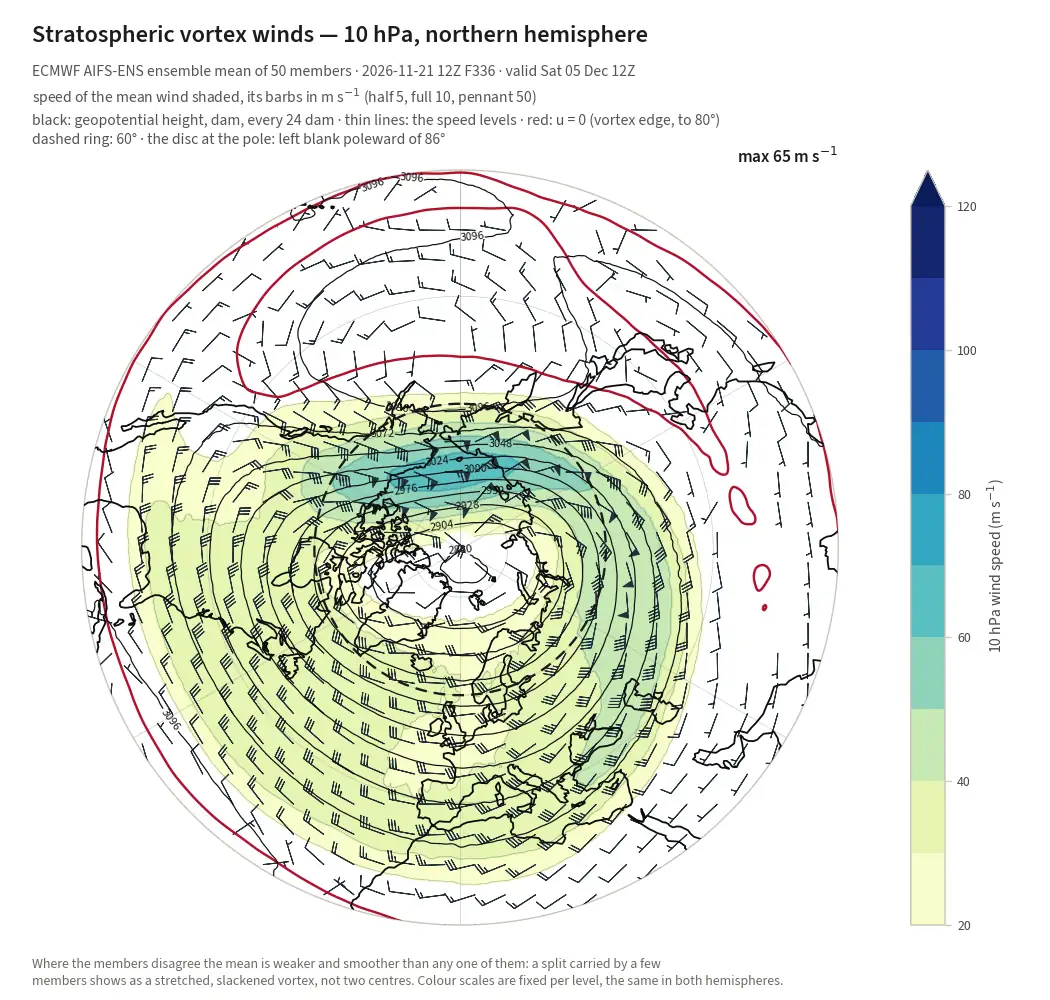 Stratospheric vortex winds — 10 hPa, northern hemisphere
ECMWF AIFS-ENS ensemble mean of 50 members · 2026-11-21 12Z F336 · valid Sat 05 Dec 12Z
speed of the mean wind shaded, its barbs in m s⁻¹ (half 5, full 10, pennant 50)
black: geopotential height, dam, every 24 dam · thin lines: the speed levels · red: u = 0 (vortex edge, to 80°)
dashed ring: 60° · the disc at the pole: left blank poleward of 86°
max 65 m s⁻¹
3096
3096
3096
3096
3072
3048
3024
3000
2976
2928
2904
3096
120
100
80
60
40
20
10 hPa wind speed (m s⁻¹)
Where the members disagree the mean is weaker and smoother than any one of them: a split carried by a few
members shows as a stretched, slackened vortex, not two centres. Colour scales are fixed per level, the same in both hemispheres.